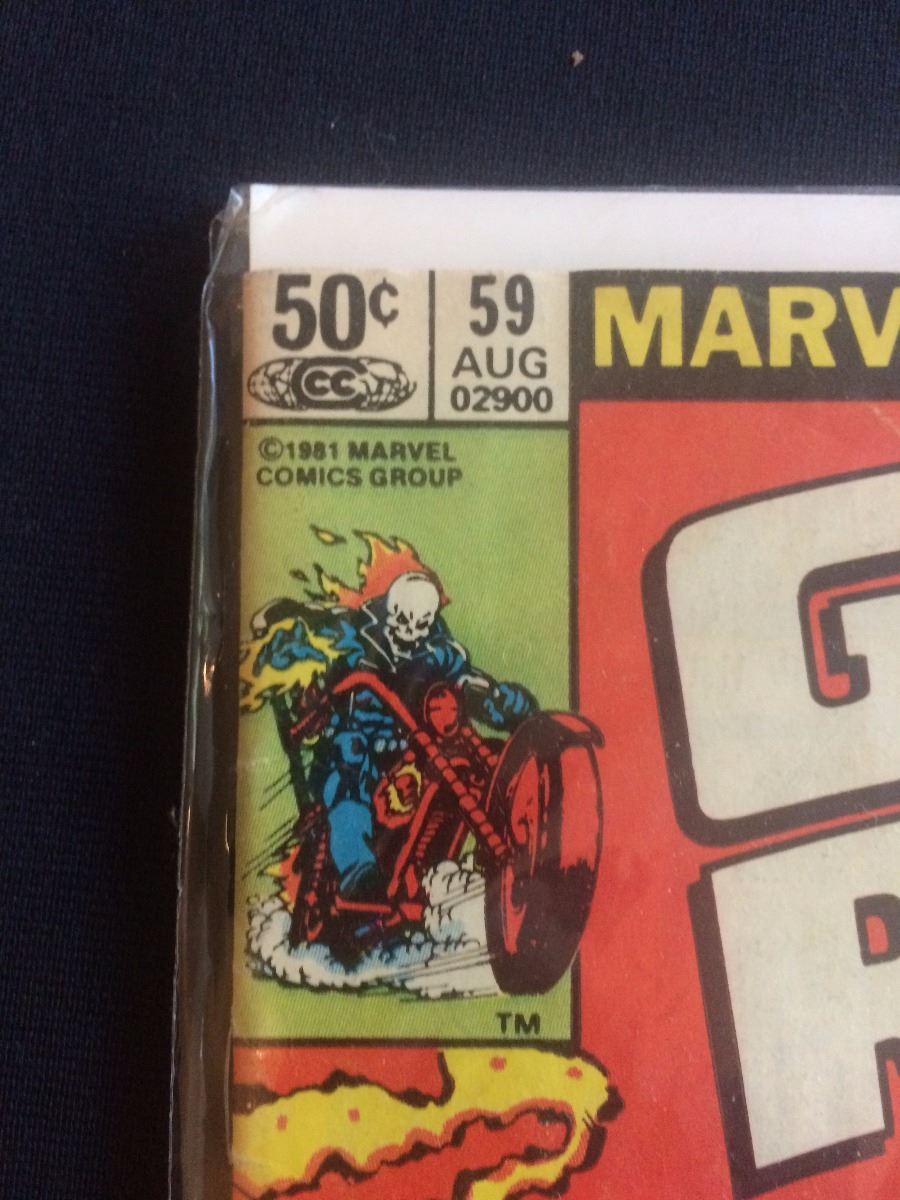 50¢
CC
59
AUG
02900
MARV
©1981 MARVEL
COMICS GROUP
G
R
TM